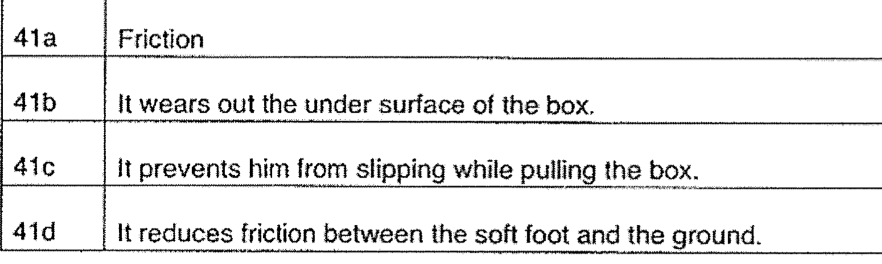 41a Friction
41b It wears out the under surface of the box.
41c It prevents him from slipping while pulling the box.
41d It reduces friction between the soft foot and the ground.